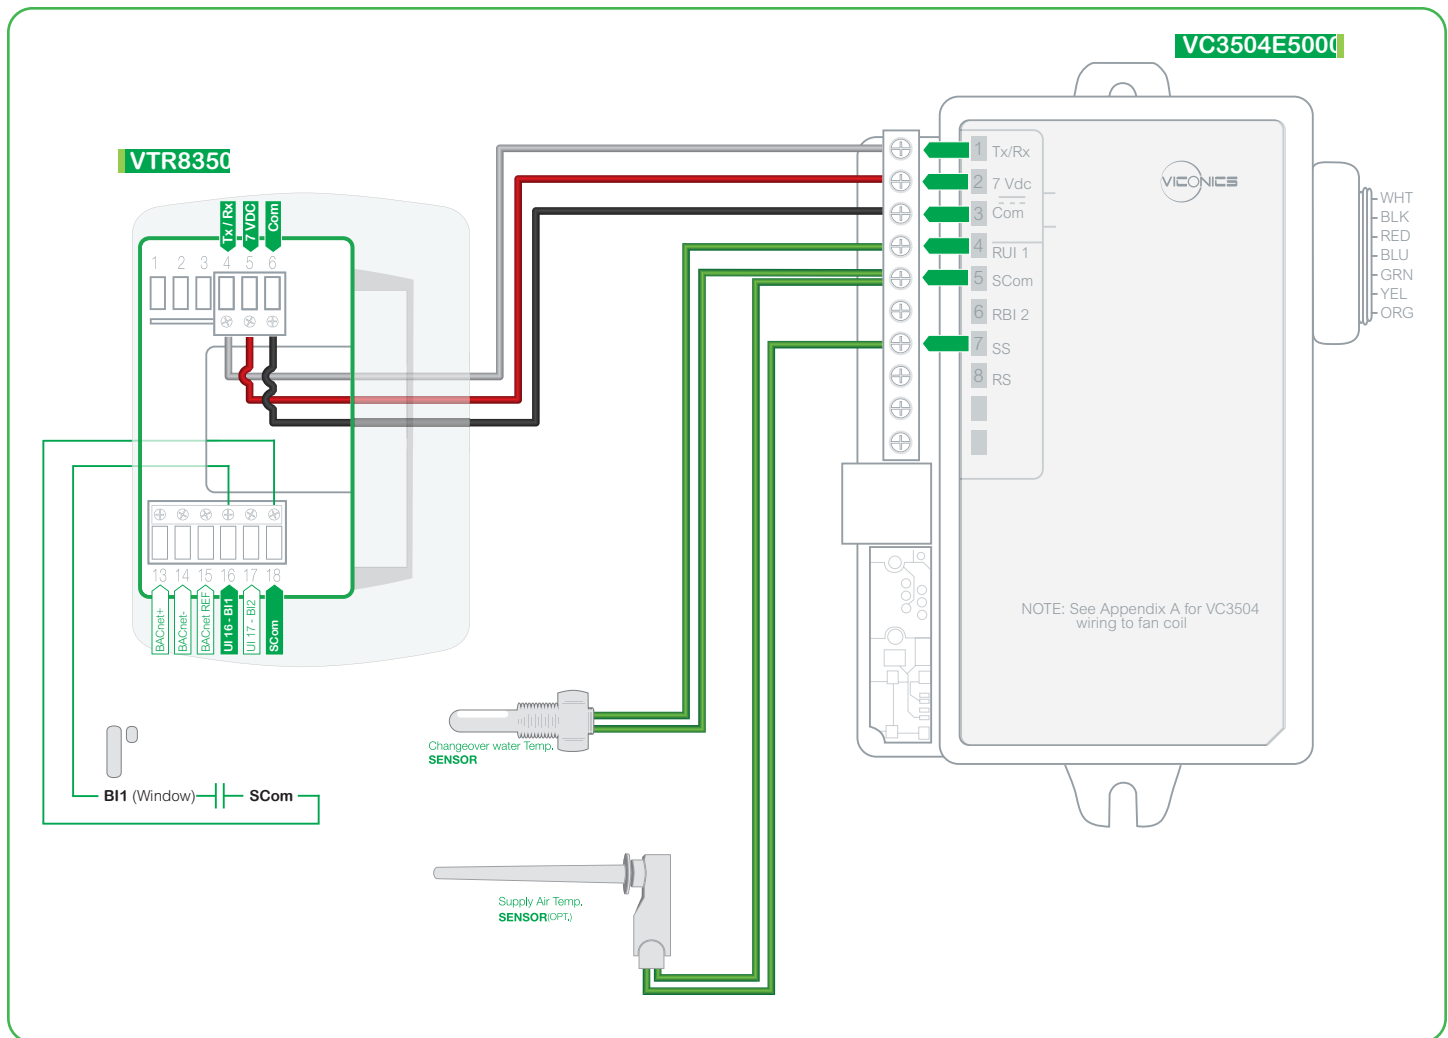 VC3504E5000
VTR8350
Tx / Rx
7 VDC
Com
1 2 3 4 5 6
1 Tx/Rx
2 7 Vdc
3 Com
4 RUI 1
5 SCom
6 RBI 2
7 SS
8 RS
VICONICS
WHT
BLK
RED
BLU
GRN
YEL
ORG
13 14 15 16 17 18
BACnet+
BACnet-
BACnet REF
UI 16 - BI1
UI 17 - BI2
SCom
NOTE: See Appendix A for VC3504
wiring to fan coil
Changeover water Temp.
SENSOR
BI1 (Window) SCom
Supply Air Temp.
SENSOR(OPT.)